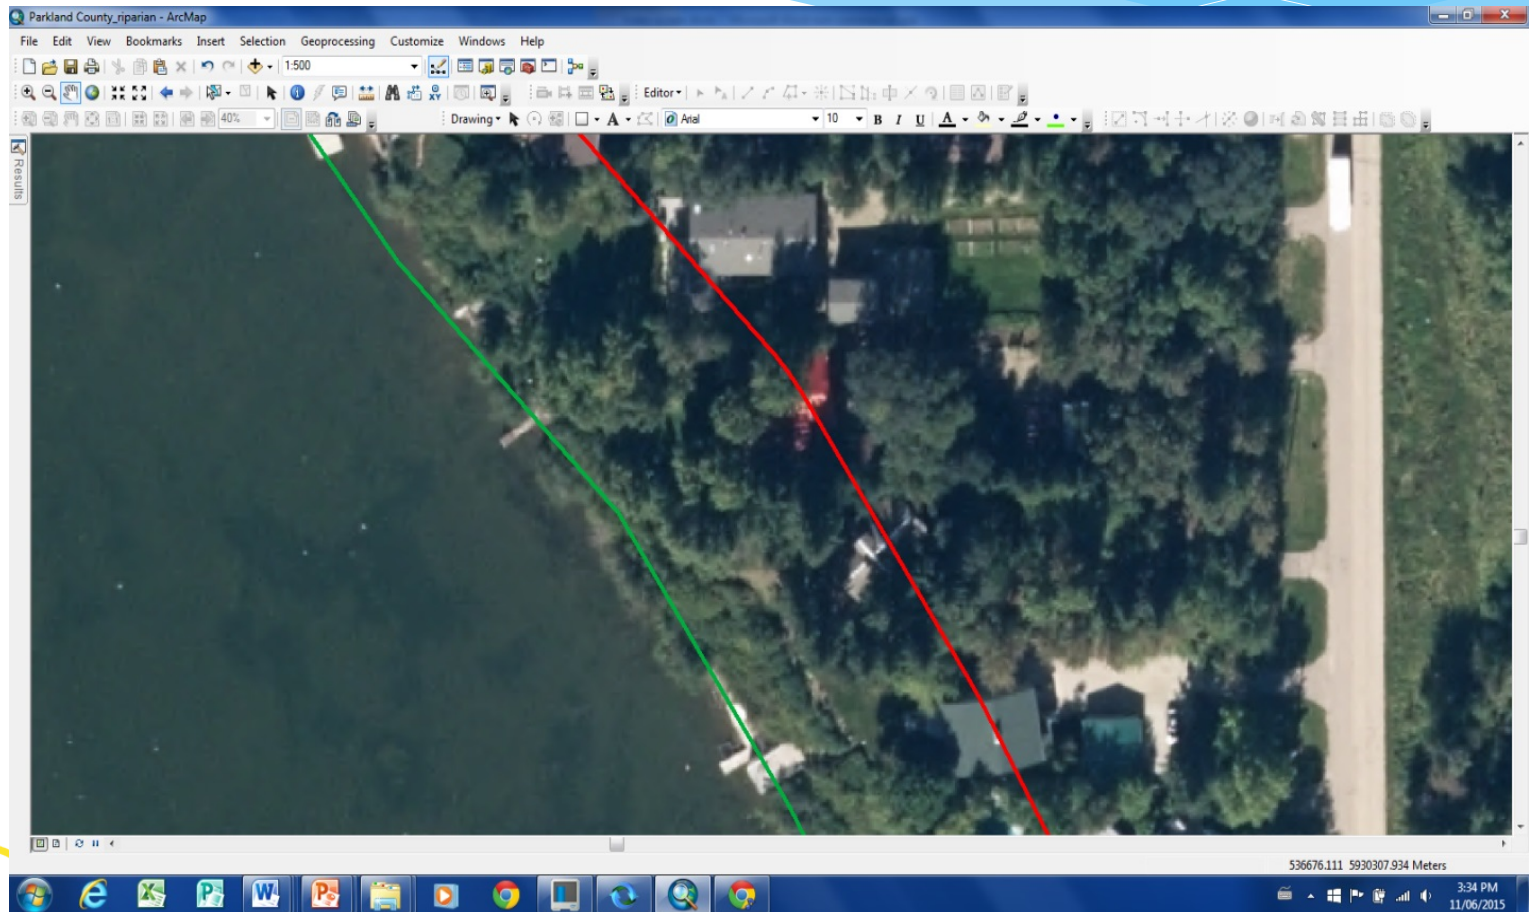 Parkland County_riparian - ArcMap
File Edit View Bookmarks Insert Selection Geoprocessing Customize Windows Help
1:500
Editor
40% Drawing A Arial 10 B I U A
Results
536676.111 5930307.934 Meters
3:34 PM
11/06/2015